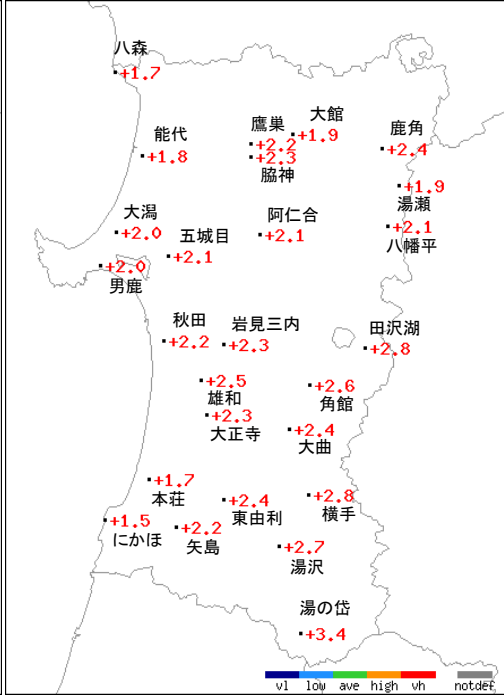 八森
+1.7
大館
+1.9
鷹巣
+2.2
+2.3
脇神
能代
+1.8
鹿角
+2.4
+1.9
湯瀬
大潟
+2.0
五城目
+2.1
阿仁合
+2.1
+2.1
八幡平
+2.0
男鹿
秋田
+2.2
岩見三内
+2.3
田沢湖
+2.8
+2.5
雄和
+2.6
角館
+2.3
大正寺
+2.4
大曲
+1.7
本荘
+2.4
東由利
+2.8
横手
+1.5
にかほ
+2.2
矢島
+2.7
湯沢
湯の岱
+3.4
vl low ave high vh notdef